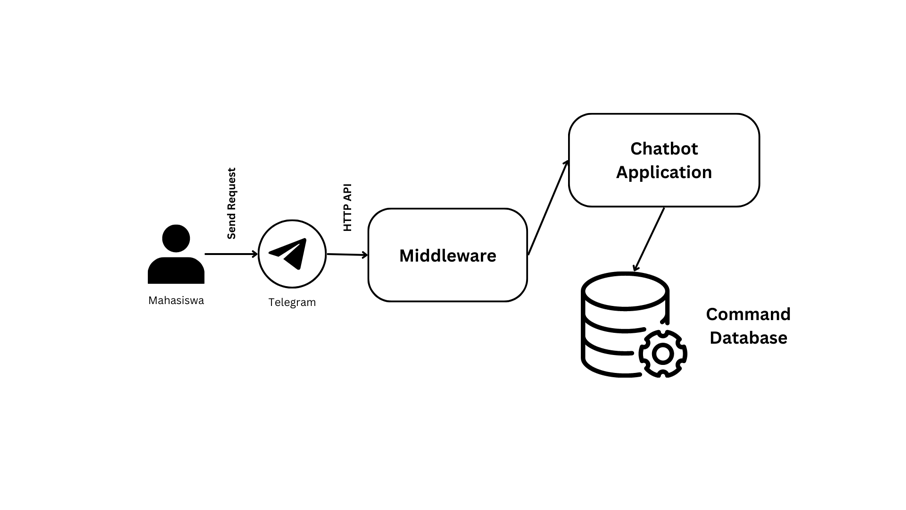 Send Request
HTTP API
Mahasiswa
Telegram
Middleware
Chatbot
Application
Command
Database